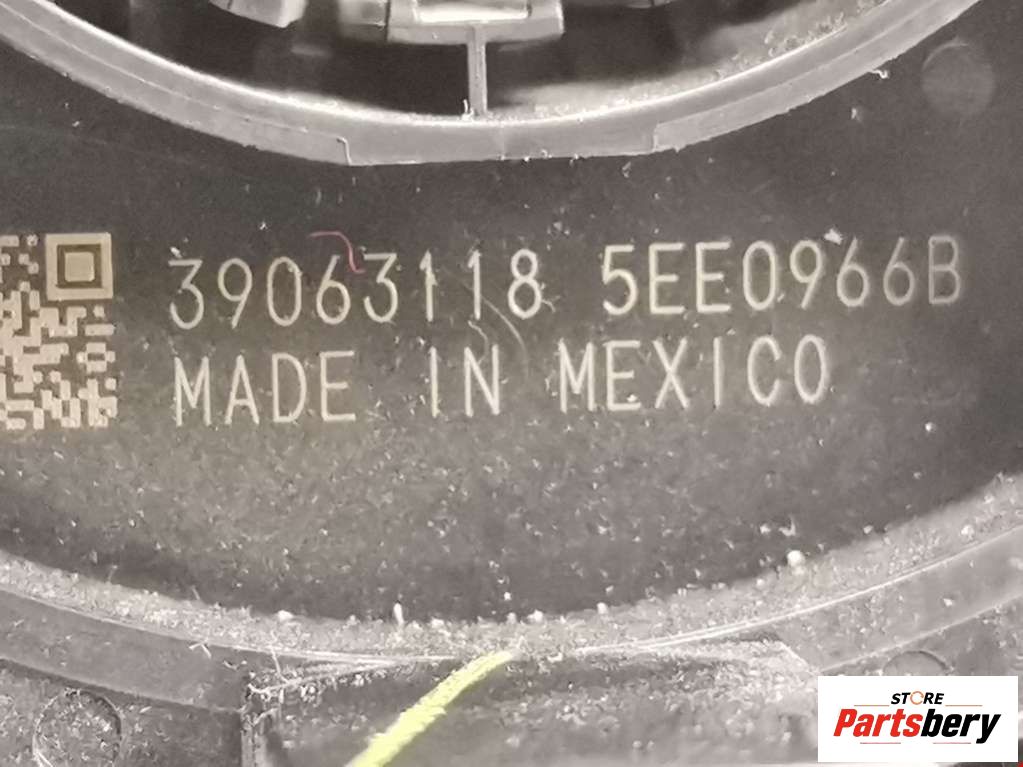 39063118 5EE0966B
MADE IN MEXICO
STORE
Partsbery